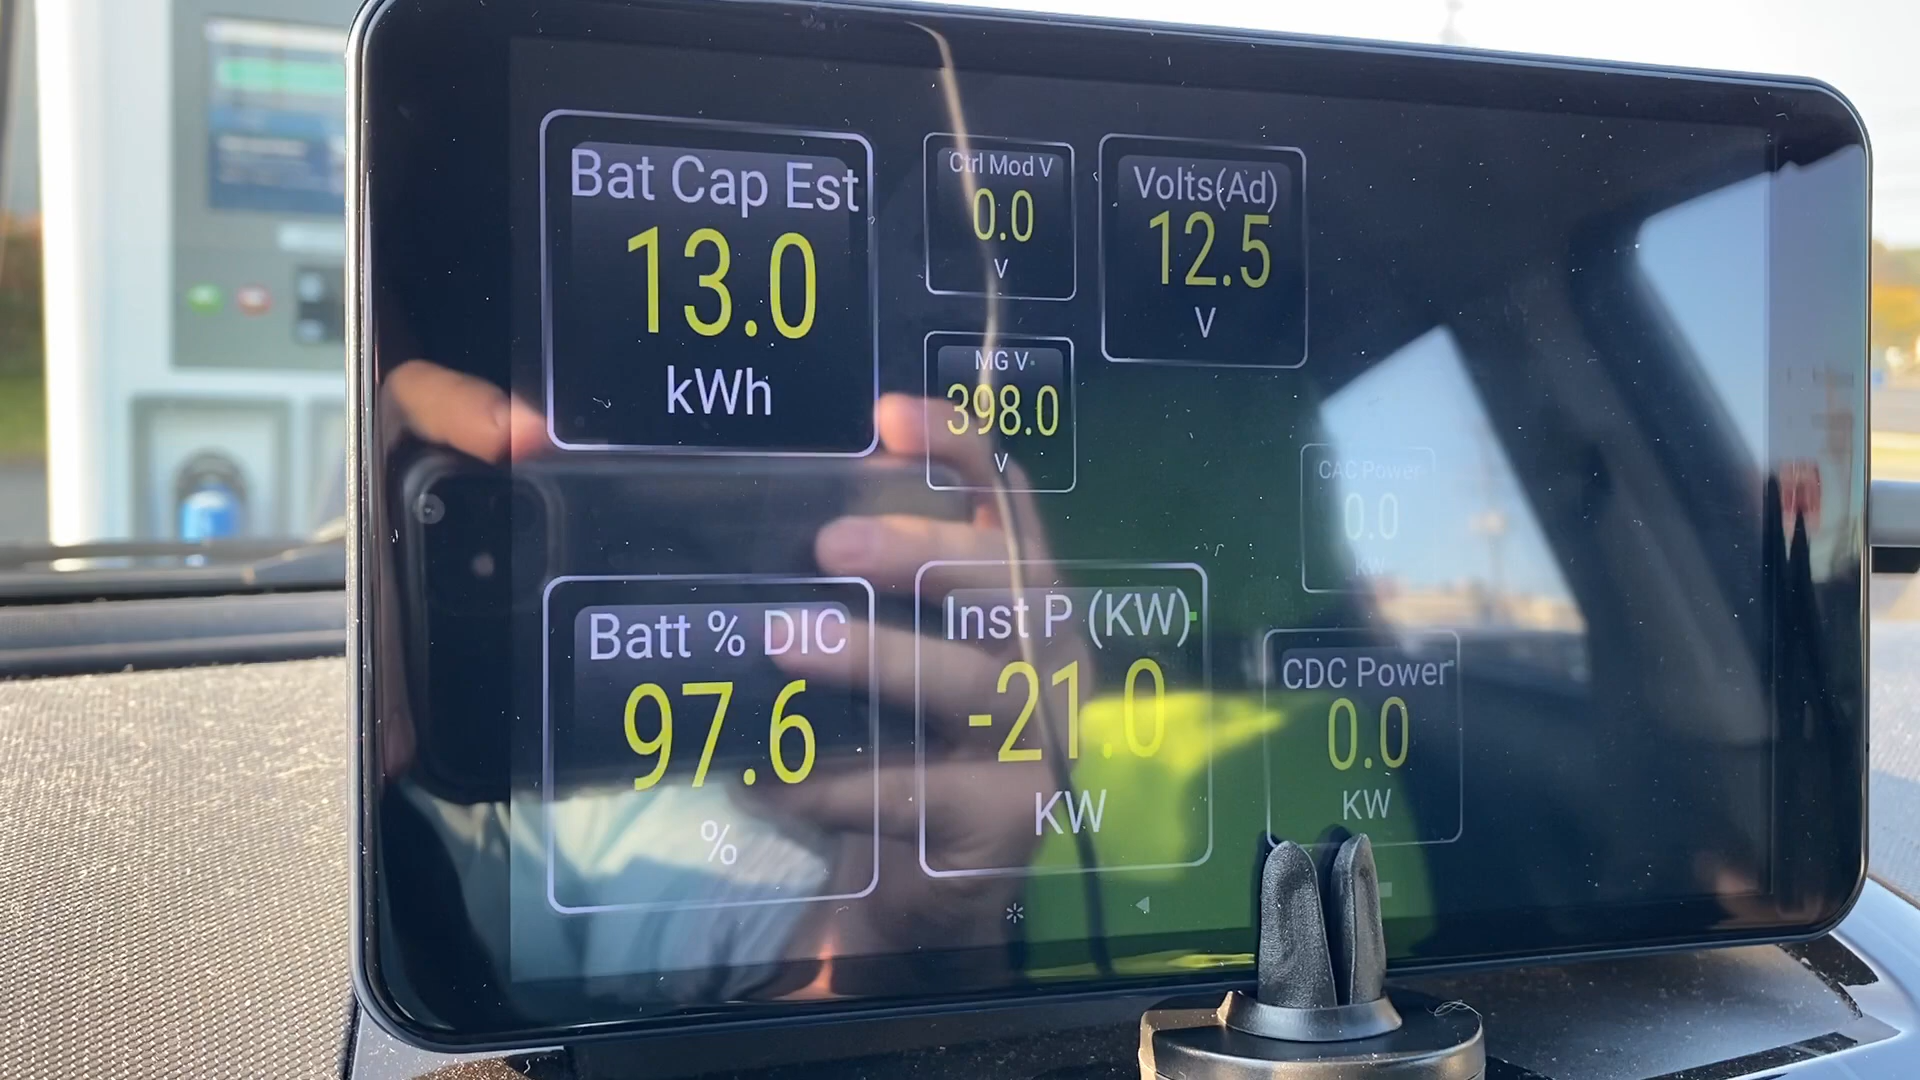 Bat Cap Est
13.0
kWh
Ctrl Mod V
0.0
V
Volts(Ad)
12.5
V
MG V
398.0
V
CAC Power
0.0
KW
Batt % DIC
97.6
%
Inst P (KW)
-21.0
KW
CDC Power
0.0
KW